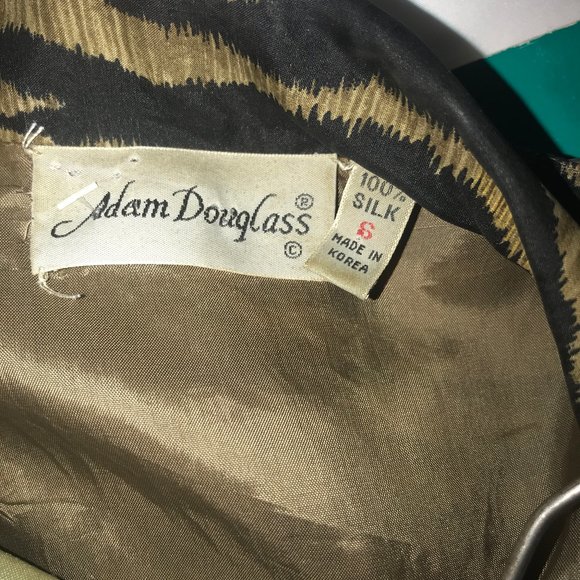 Adam Douglass ®
©
100%
SILK
S
MADE IN
KOREA